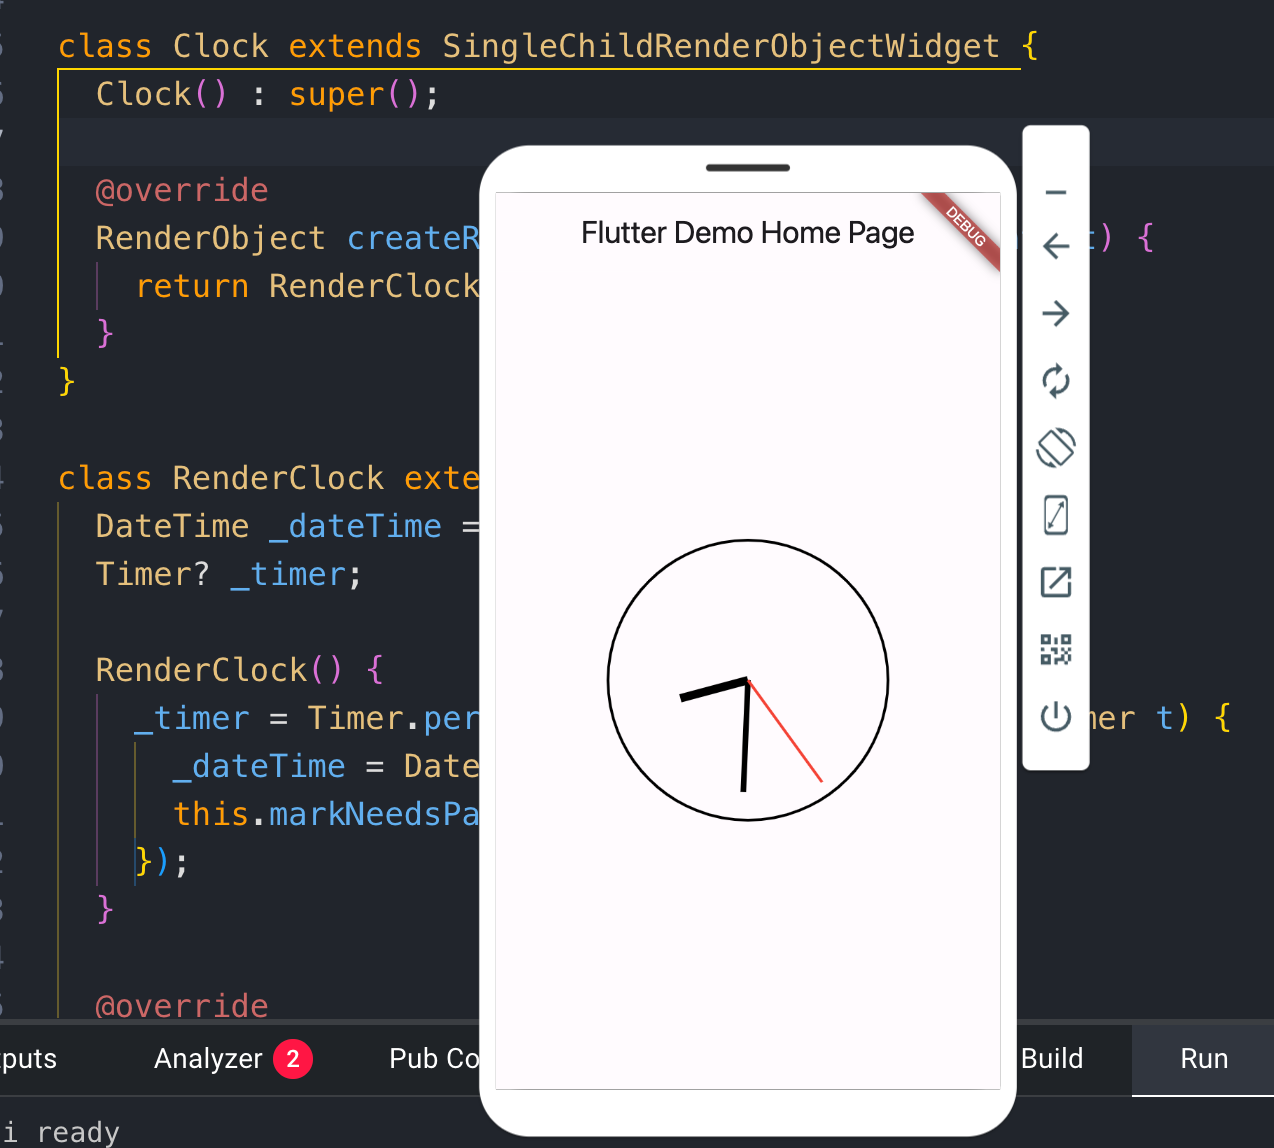 class Clock extends SingleChildRenderObjectWidget {
Clock() : super();
@override
RenderObject createR
) {
return RenderClock
}
}
class RenderClock exte
DateTime _dateTime =
Timer? _timer;
RenderClock() {
_timer = Timer.per
mer t) {
_dateTime = Date
this.markNeedsPa
});
}
@override
Flutter Demo Home Page
DEBUG
puts
Analyzer 2
Pub Co
Build
Run
i ready